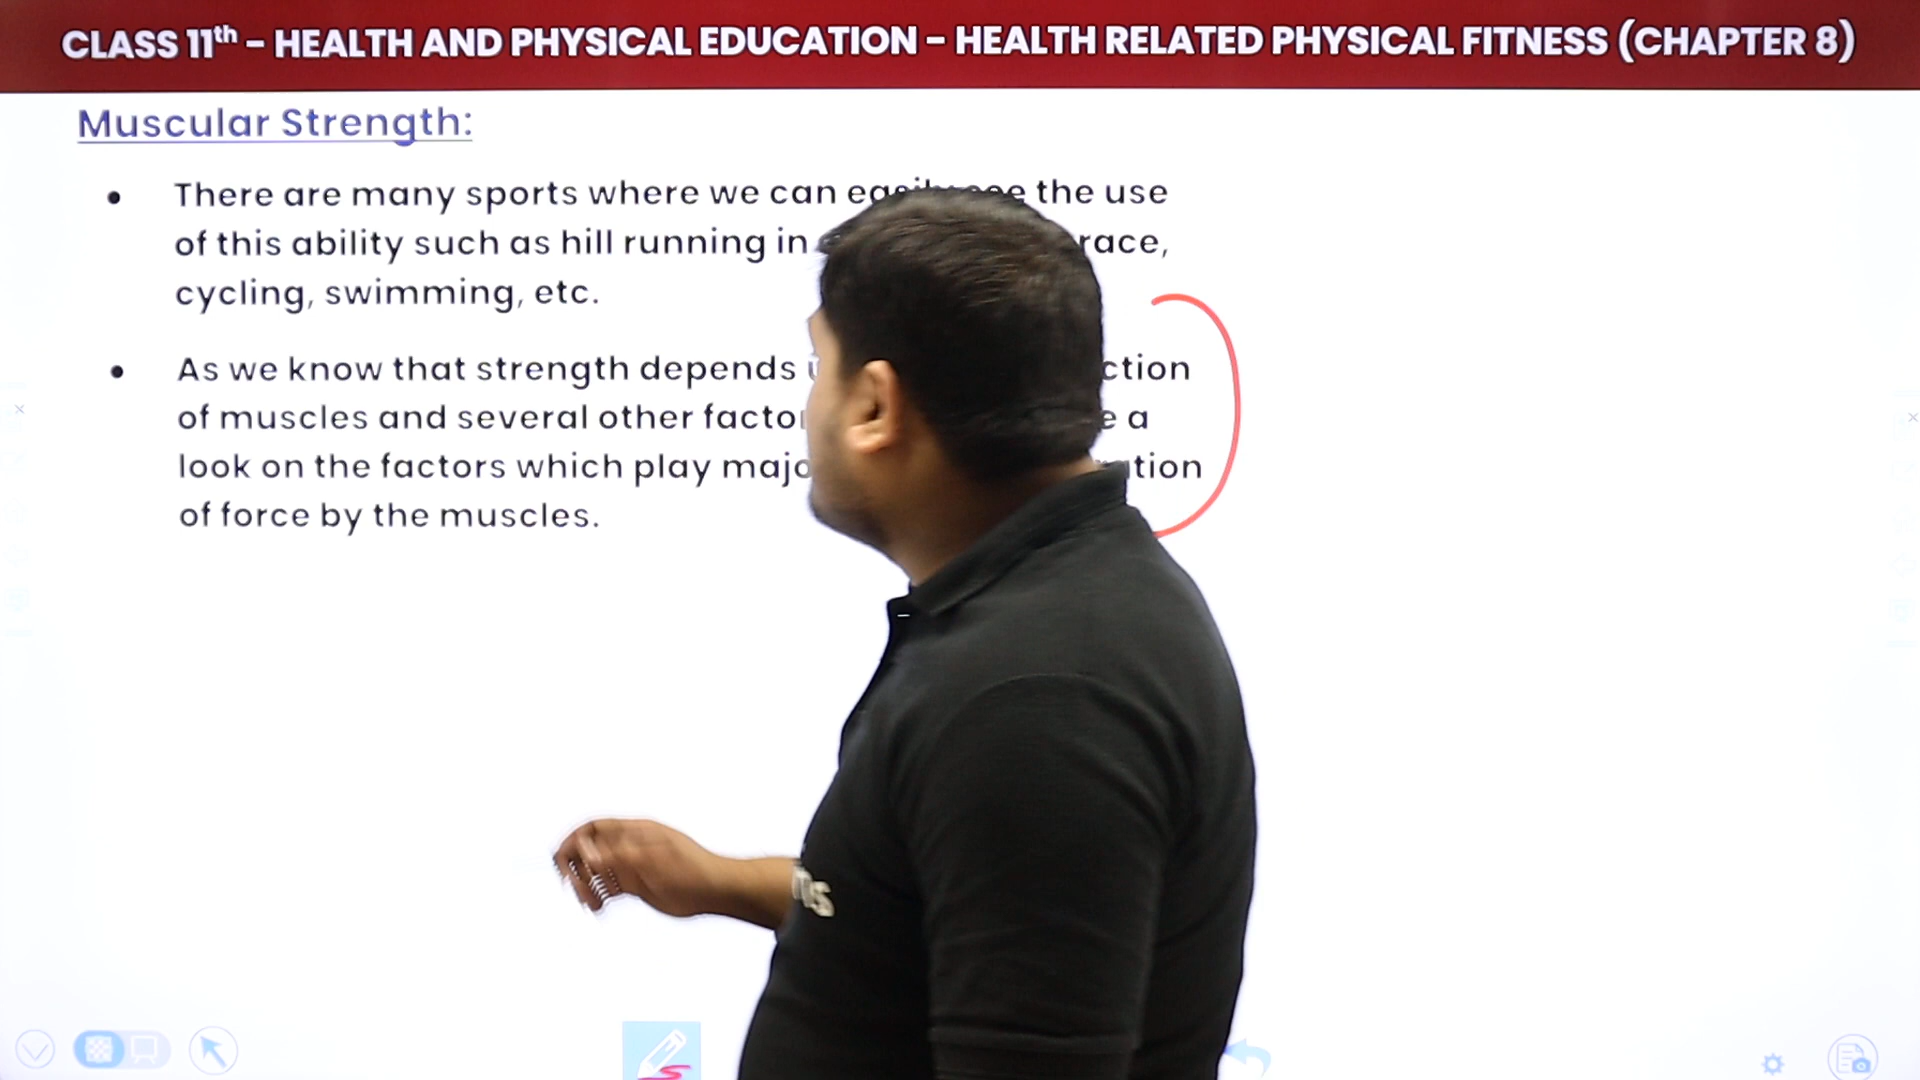 CLASS 11th – HEALTH AND PHYSICAL EDUCATION – HEALTH RELATED PHYSICAL FITNESS (CHAPTER 8)
Muscular Strength:
• There are many sports where we can the use
of this ability such as hill running in race,
cycling, swimming, etc.
• As we know that strength depends
of muscles and several other a
look on the factors which play
of force by the muscles.